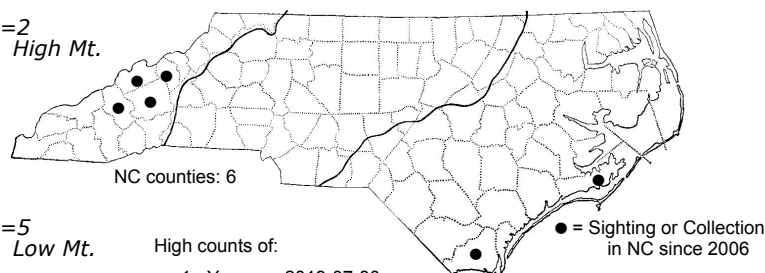 =2
High Mt.
NC counties: 6
● = Sighting or Collection
in NC since 2006
=5
Low Mt.
High counts of: